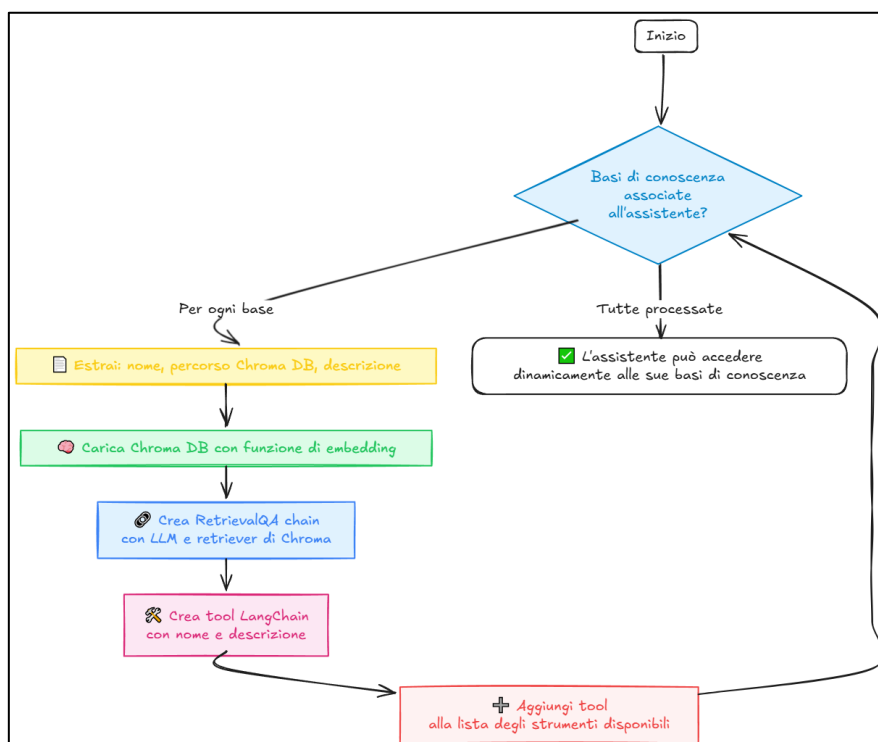 Inizio
Basi di conoscenza
associate
all'assistente?
Per ogni base
Tutte processate
Estrai: nome, percorso Chroma DB, descrizione
✅ L'assistente può accedere
dinamicamente alle sue basi di conoscenza
Carica Chroma DB con funzione di embedding
Crea RetrievalQA chain
con LLM e retriever di Chroma
Crea tool LangChain
con nome e descrizione
Aggiungi tool
alla lista degli strumenti disponibili